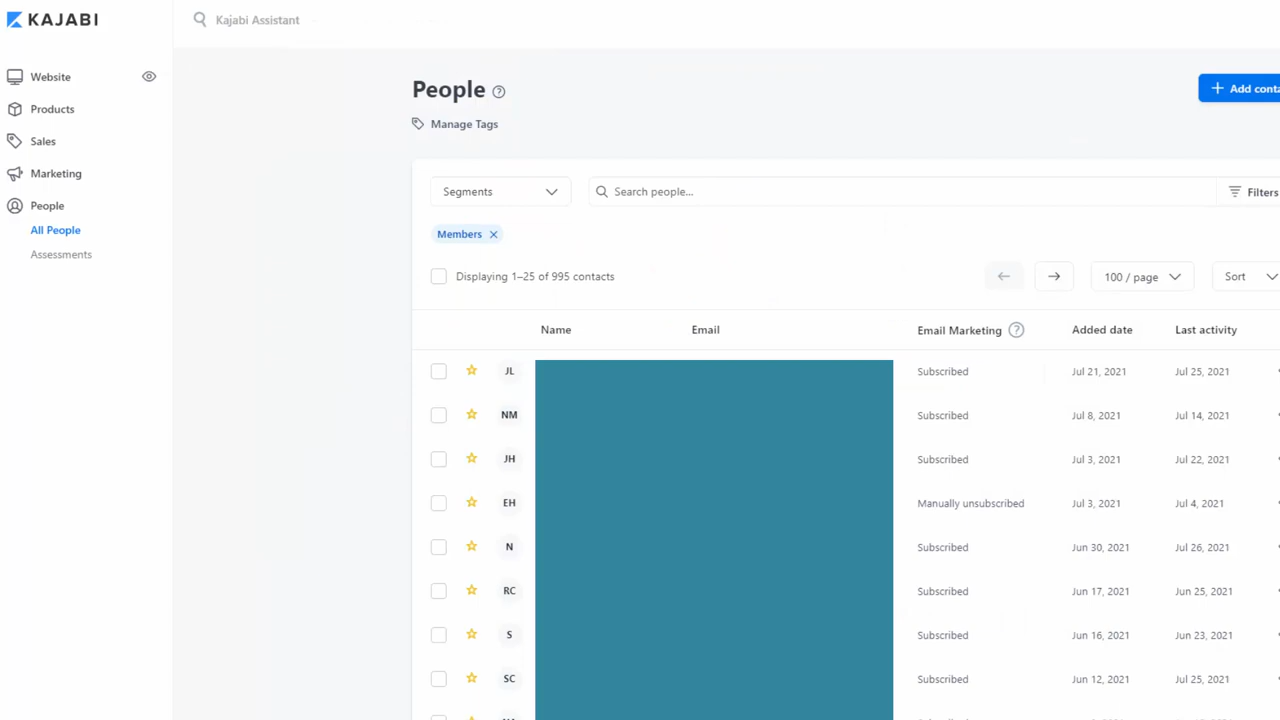 KAJABI
Kajabi Assistant
Website
Products
Sales
Marketing
People
All People
Assessments
People ?
Manage Tags
+ Add conta
Segments
Search people...
Filters
Members ×
Displaying 1–25 of 995 contacts
100 / page
Sort
Name Email Email Marketing ? Added date Last activity
JL Subscribed Jul 21, 2021 Jul 25, 2021
NM Subscribed Jul 8, 2021 Jul 14, 2021
JH Subscribed Jul 3, 2021 Jul 22, 2021
EH Manually unsubscribed Jul 3, 2021 Jul 4, 2021
N Subscribed Jun 30, 2021 Jul 26, 2021
RC Subscribed Jun 17, 2021 Jun 25, 2021
S Subscribed Jun 16, 2021 Jun 23, 2021
SC Subscribed Jun 12, 2021 Jul 25, 2021